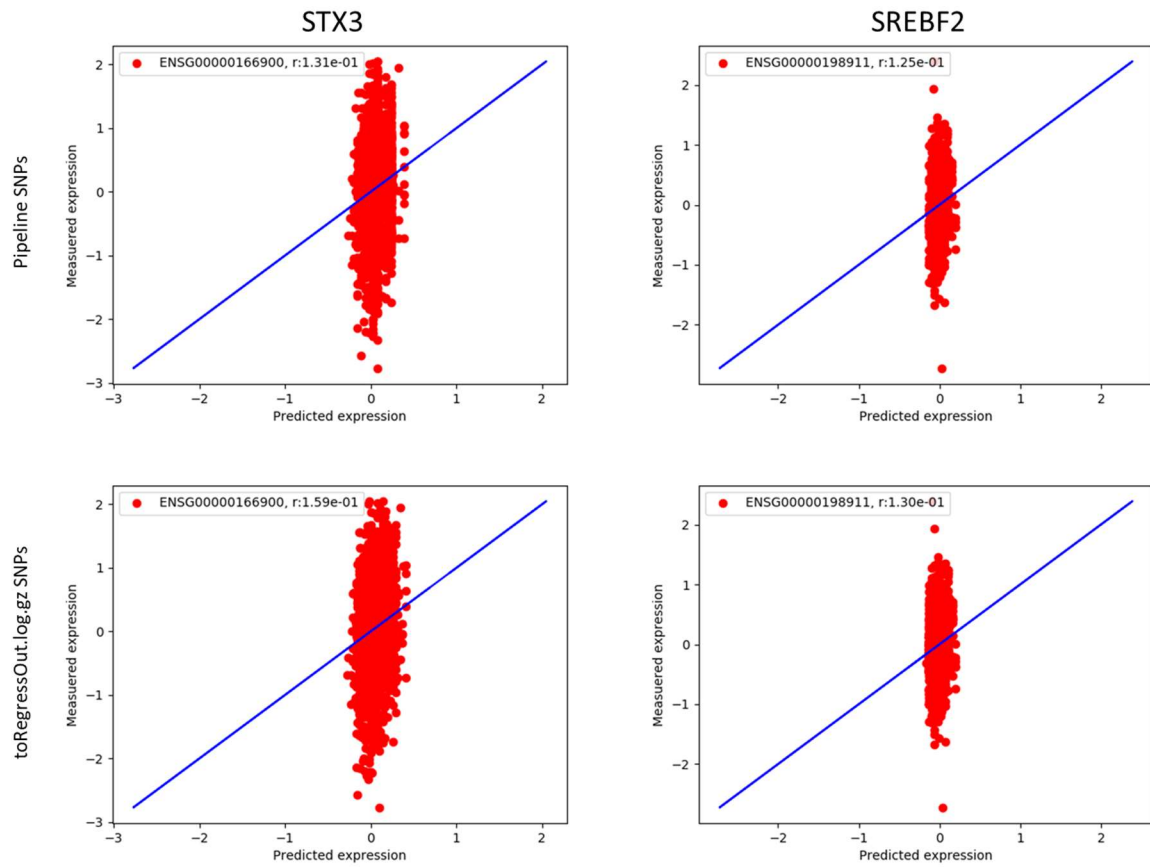 STX3
SREBF2
Pipeline SNPs
ENSG00000166900, r:1.31e-01
Measuered expression
2
1
0
−1
−2
−3
−3
−2
−1
0
1
2
Predicted expression
ENSG00000198911, r:1.25e-01
Measuered expression
2
1
0
−1
−2
−2
−1
0
1
2
Predicted expression
toRegressOut.log.gz SNPs
ENSG00000166900, r:1.59e-01
Measuered expression
2
1
0
−1
−2
−3
−3
−2
−1
0
1
2
Predicted expression
ENSG00000198911, r:1.30e-01
Measuered expression
2
1
0
−1
−2
−2
−1
0
1
2
Predicted expression